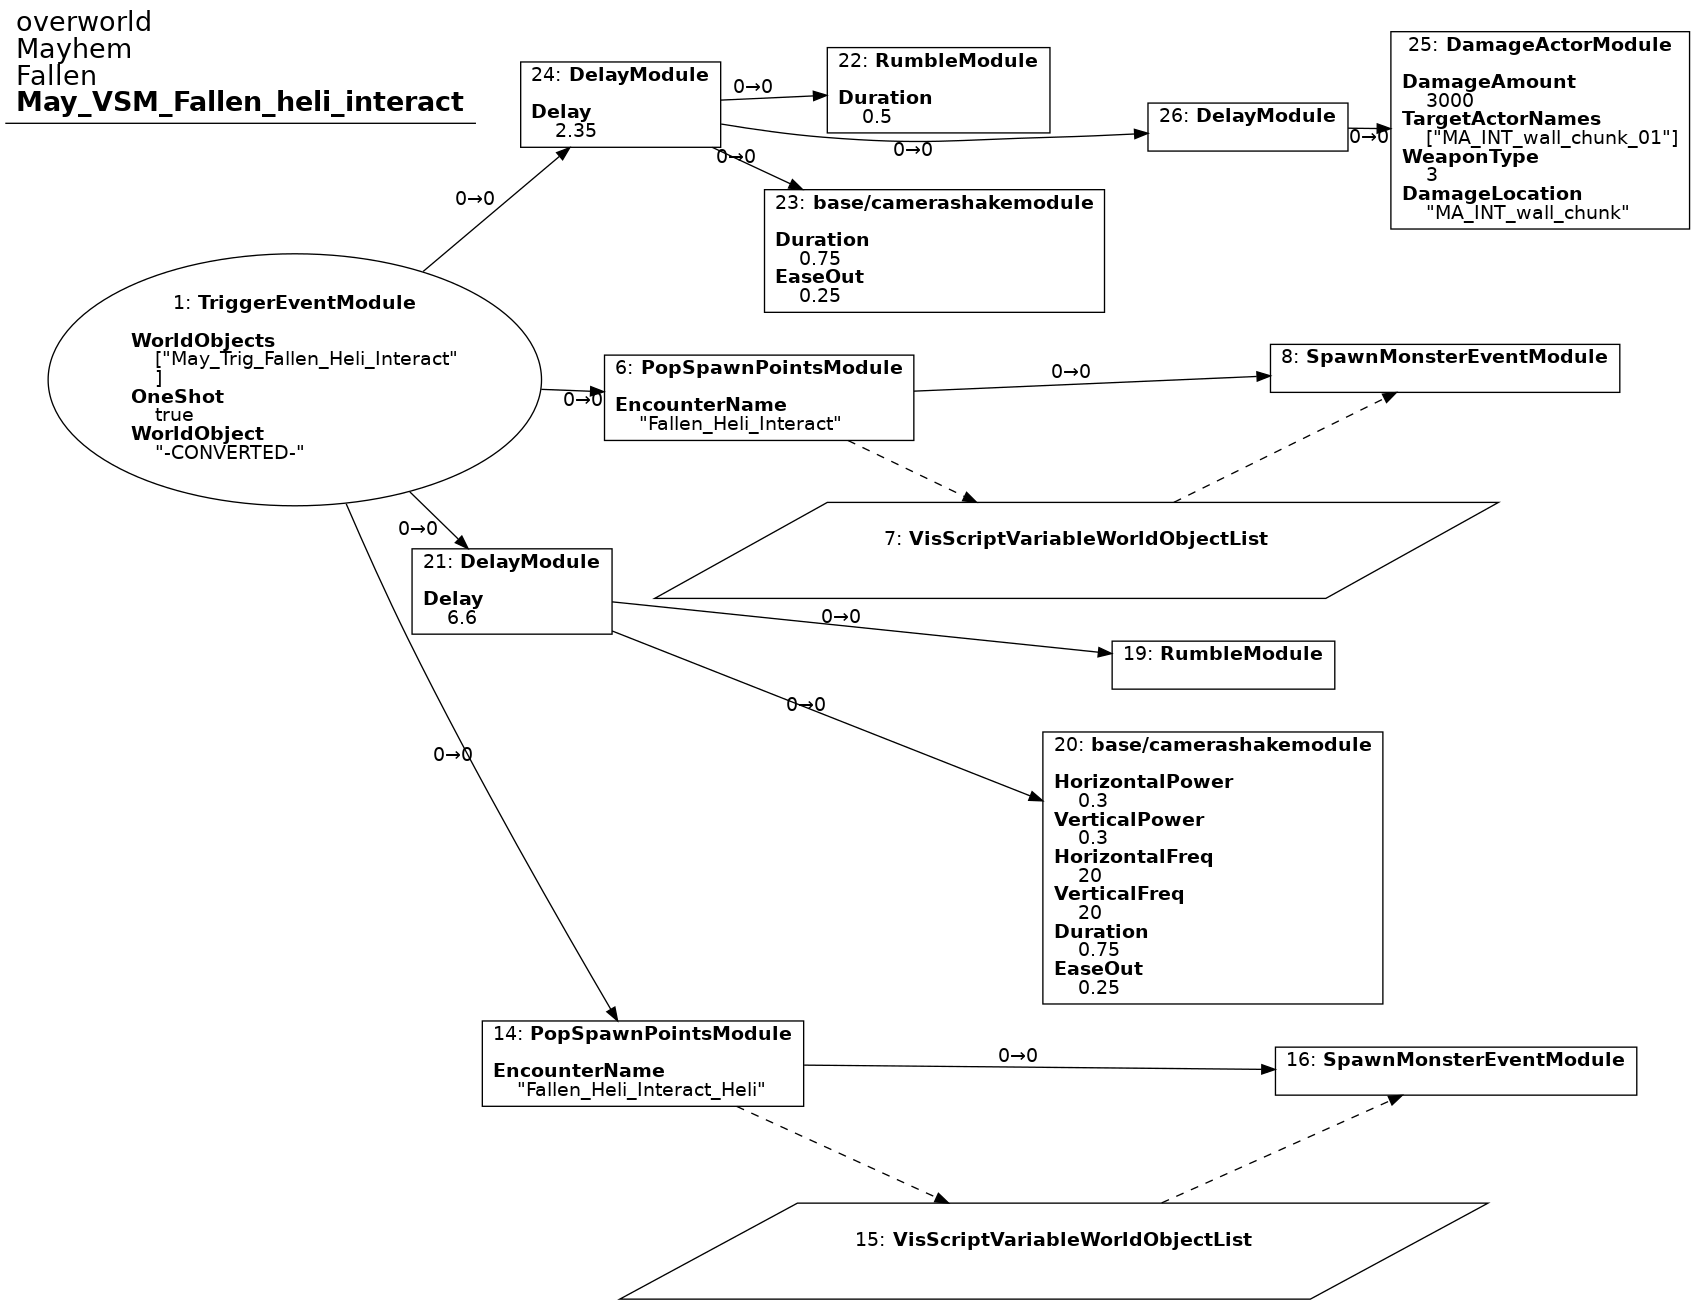 overworld
Mayhem
Fallen
May_VSM_Fallen_heli_interact
24: DelayModule
Delay
2.35
0→0
22: RumbleModule
Duration
0.5
0→0
26: DelayModule
0→0
25: DamageActorModule
DamageAmount
3000
TargetActorNames
["MA_INT_wall_chunk_01"]
WeaponType
3
DamageLocation
"MA_INT_wall_chunk"
0→0
23: base/camerashakemodule
Duration
0.75
EaseOut
0.25
0→0
1: TriggerEventModule
WorldObjects
["May_Trig_Fallen_Heli_Interact"
]
OneShot
true
WorldObject
"-CONVERTED-"
0→0
6: PopSpawnPointsModule
EncounterName
"Fallen_Heli_Interact"
0→0
8: SpawnMonsterEventModule
7: VisScriptVariableWorldObjectList
0→0
21: DelayModule
Delay
6.6
0→0
19: RumbleModule
0→0
20: base/camerashakemodule
HorizontalPower
0.3
VerticalPower
0.3
HorizontalFreq
20
VerticalFreq
20
Duration
0.75
EaseOut
0.25
0→0
14: PopSpawnPointsModule
EncounterName
"Fallen_Heli_Interact_Heli"
0→0
16: SpawnMonsterEventModule
15: VisScriptVariableWorldObjectList